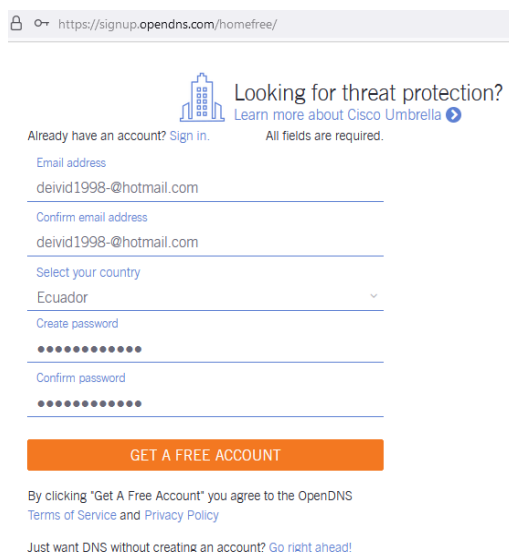 https://signup.opendns.com/homefree/
Looking for threat protection?
Learn more about Cisco Umbrella
Already have an account? Sign in.
All fields are required.
Email address
deivid1998-@hotmail.com
Confirm email address
deivid1998-@hotmail.com
Select your country
Ecuador
Create password
●●●●●●●●●●●●
Confirm password
●●●●●●●●●●●●
GET A FREE ACCOUNT
By clicking "Get A Free Account" you agree to the OpenDNS
Terms of Service and Privacy Policy
Just want DNS without creating an account? Go right ahead!